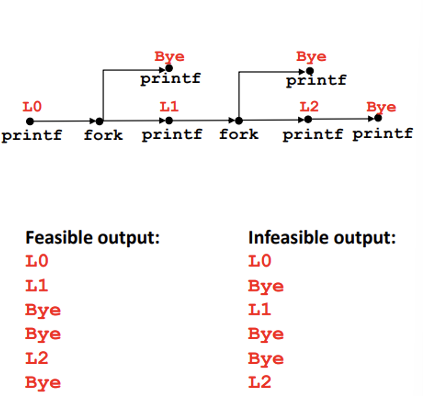 Bye Bye
printf printf
L0 L1 L2 Bye
printf fork printf fork printf printf
Feasible output: Infeasible output:
L0 L0
L1 Bye
Bye L1
Bye Bye
L2 Bye
Bye L2